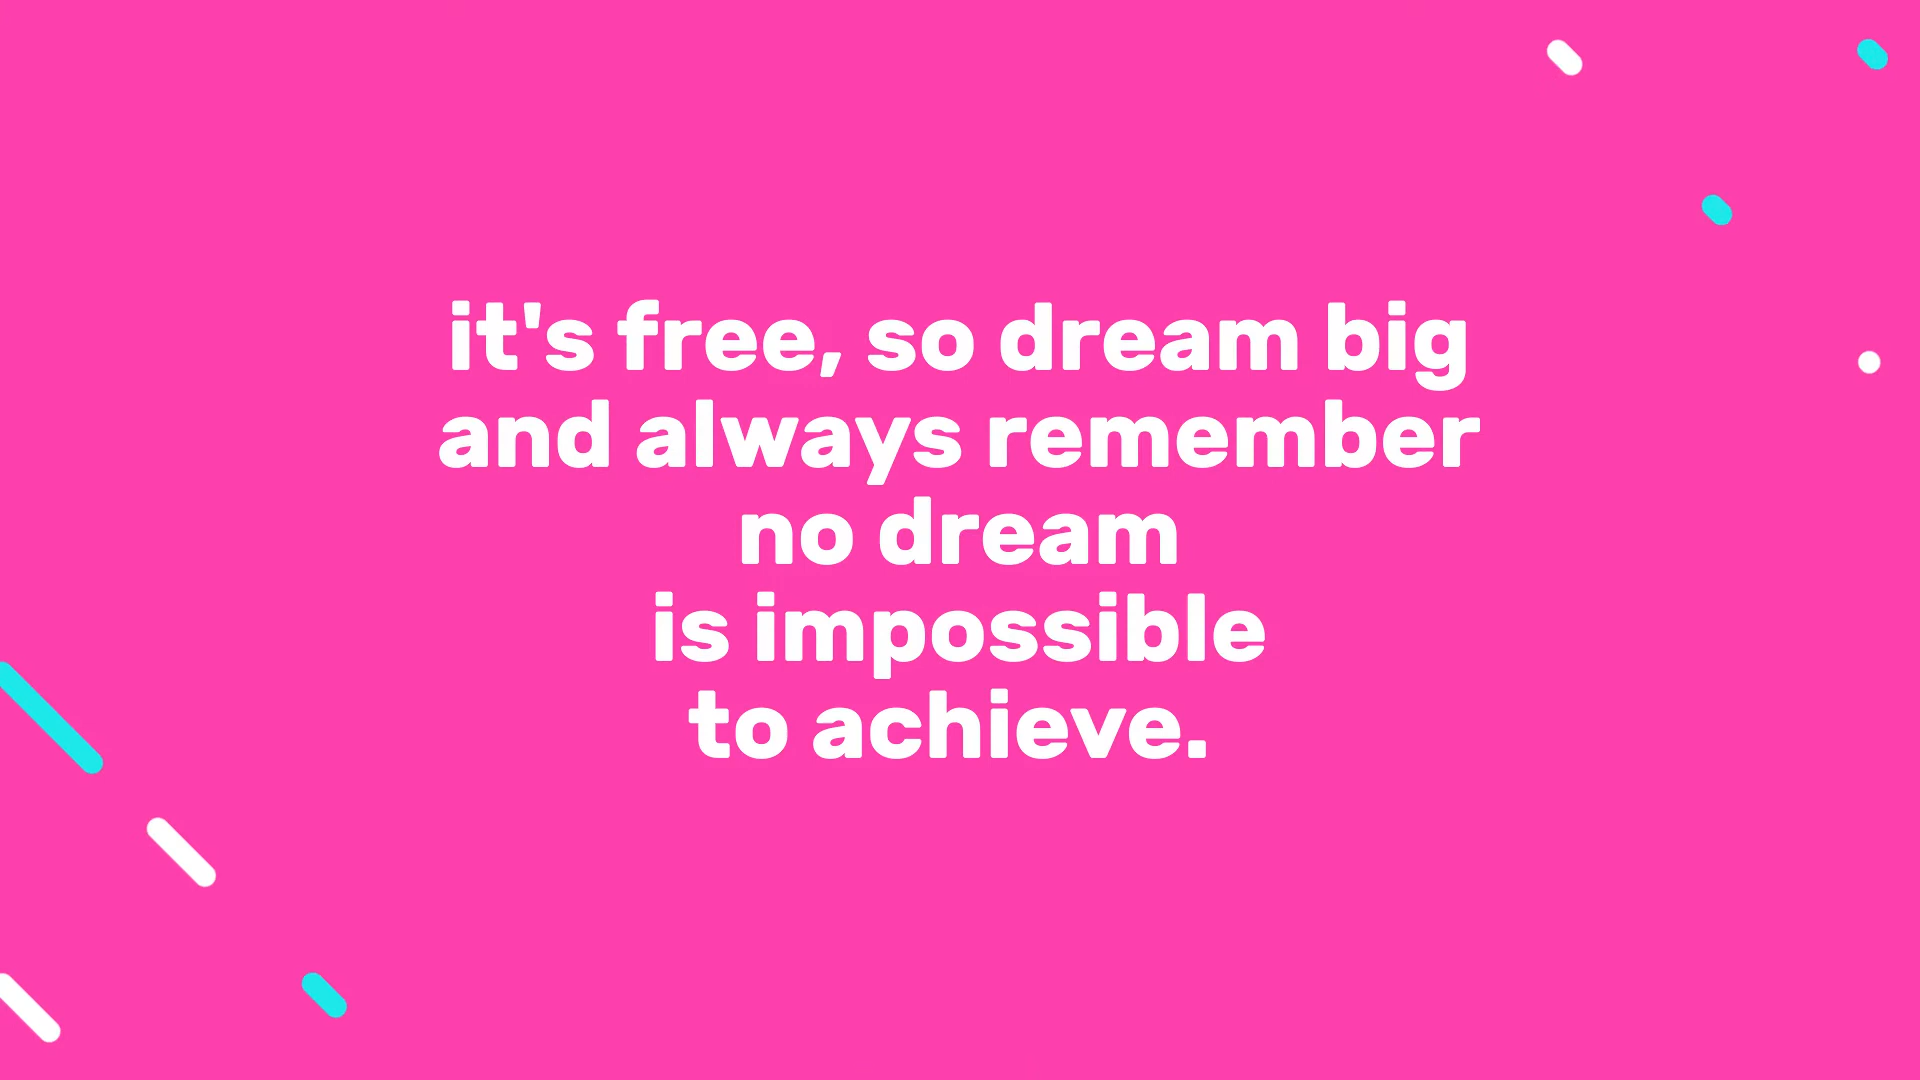 it's free, so dream big
and always remember
no dream
is impossible
to achieve.